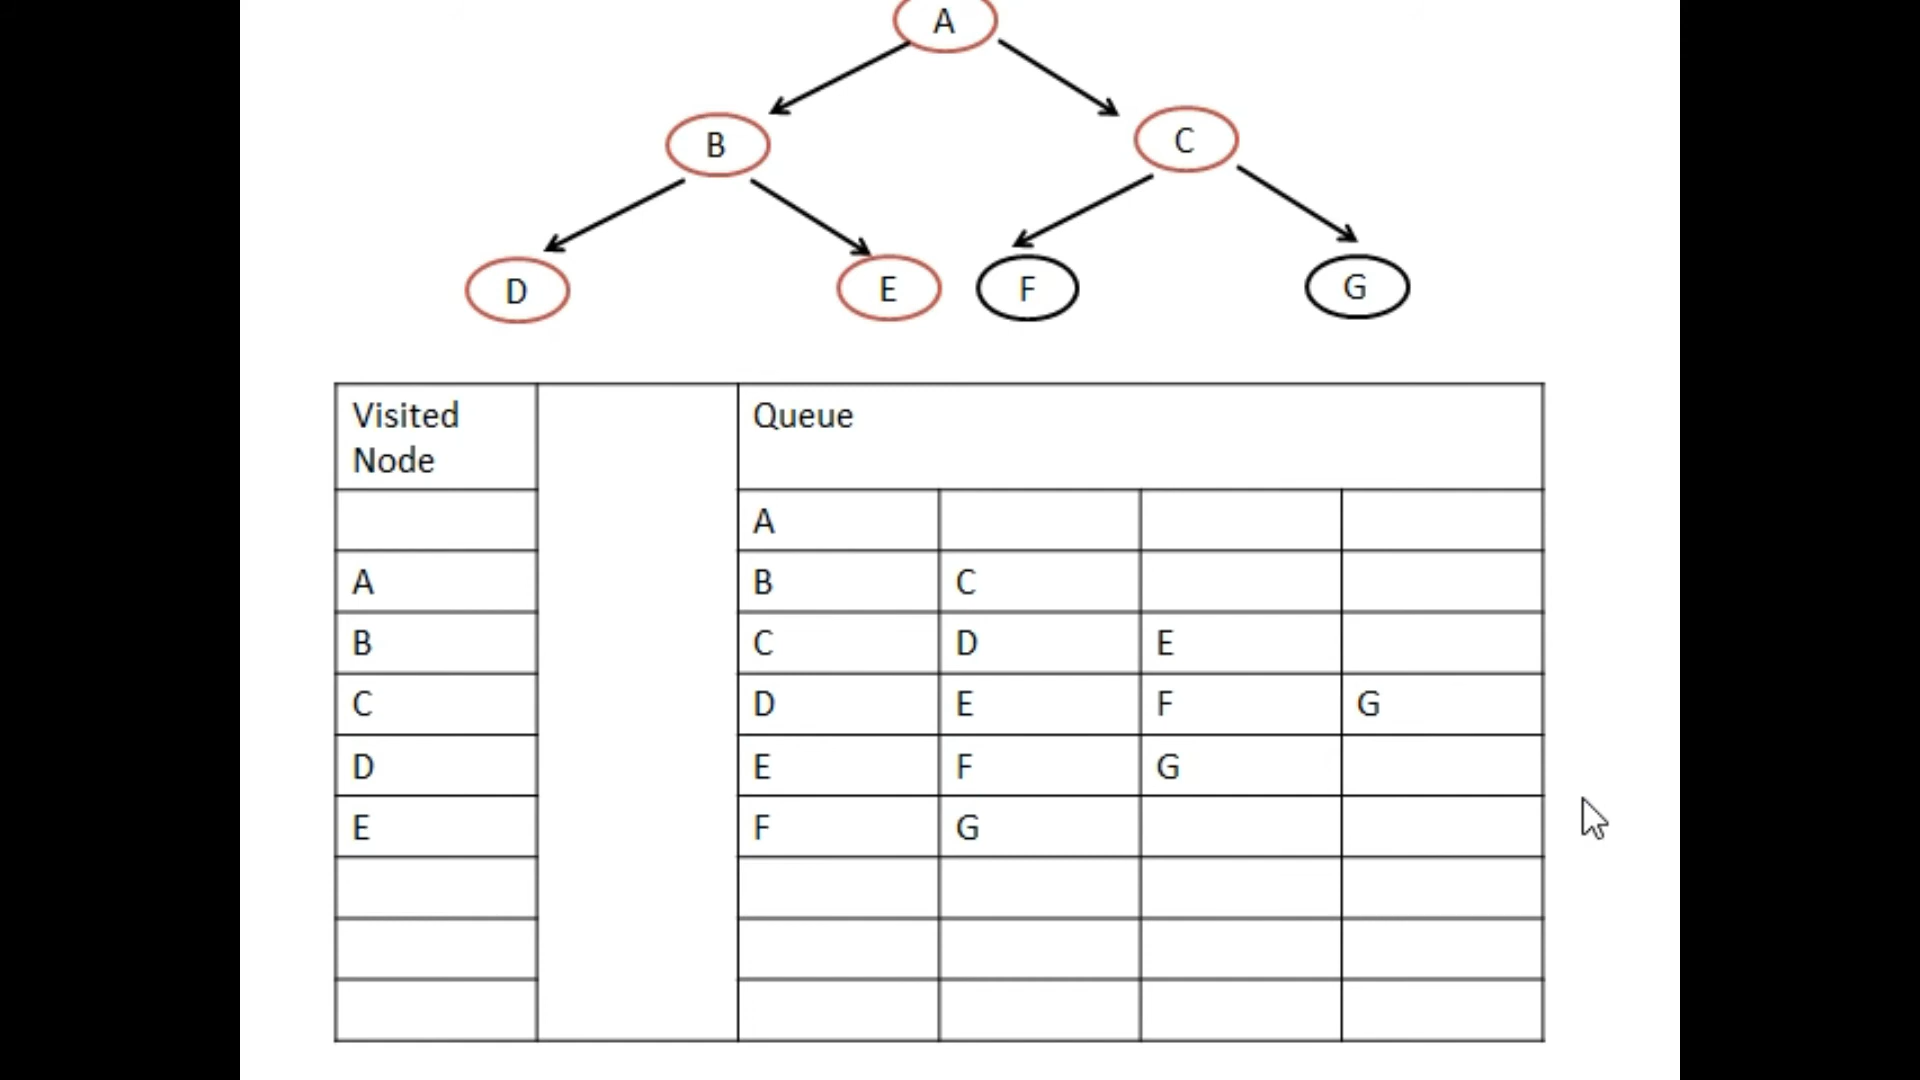 A
B C
D E F G
Visited Queue
Node
A
A B C
B C D E
C D E F G
D E F G
E F G